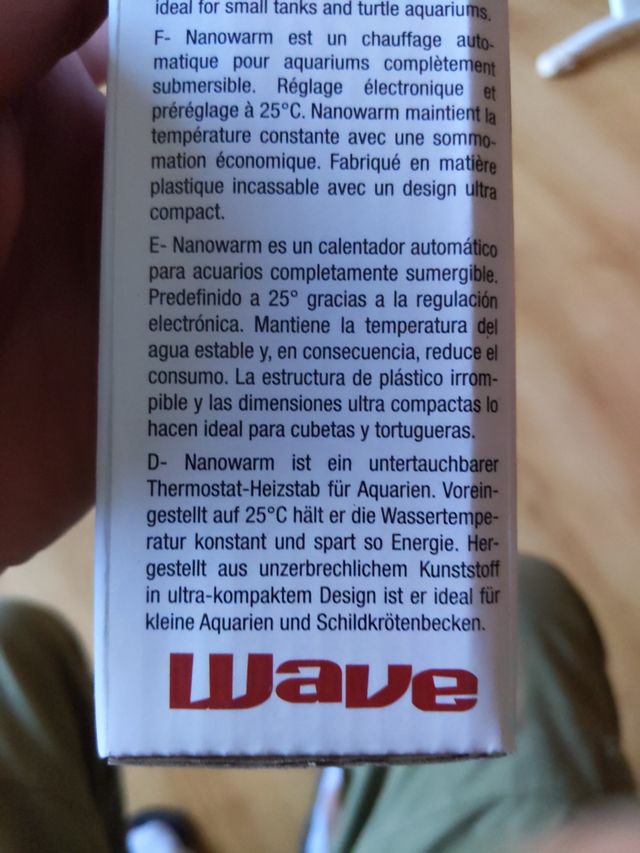 ideal for small tanks and turtle aquariums.
F- Nanowarm est un chauffage auto-
matique pour aquariums complètement
submersible. Réglage électronique et
préréglage à 25°C. Nanowarm maintient la
température constante avec une sommo-
mation économique. Fabriqué en matière
plastique incassable avec un design ultra
compact.
E- Nanowarm es un calentador automático
para acuarios completamente sumergible.
Predefinido a 25° gracias a la regulación
electrónica. Mantiene la temperatura del
agua estable y, en consecuencia, reduce el
consumo. La estructura de plástico irrom-
pible y las dimensiones ultra compactas lo
hacen ideal para cubetas y tortugueras.
D- Nanowarm ist ein untertauchbarer
Thermostat-Heizstab für Aquarien. Vorein-
gestellt auf 25°C hält er die Wassertempe-
ratur konstant und spart so Energie. Her-
gestellt aus unzerbrechlichem Kunststoff
in ultra-kompaktem Design ist er ideal für
kleine Aquarien und Schildkrötenbecken.
Wave